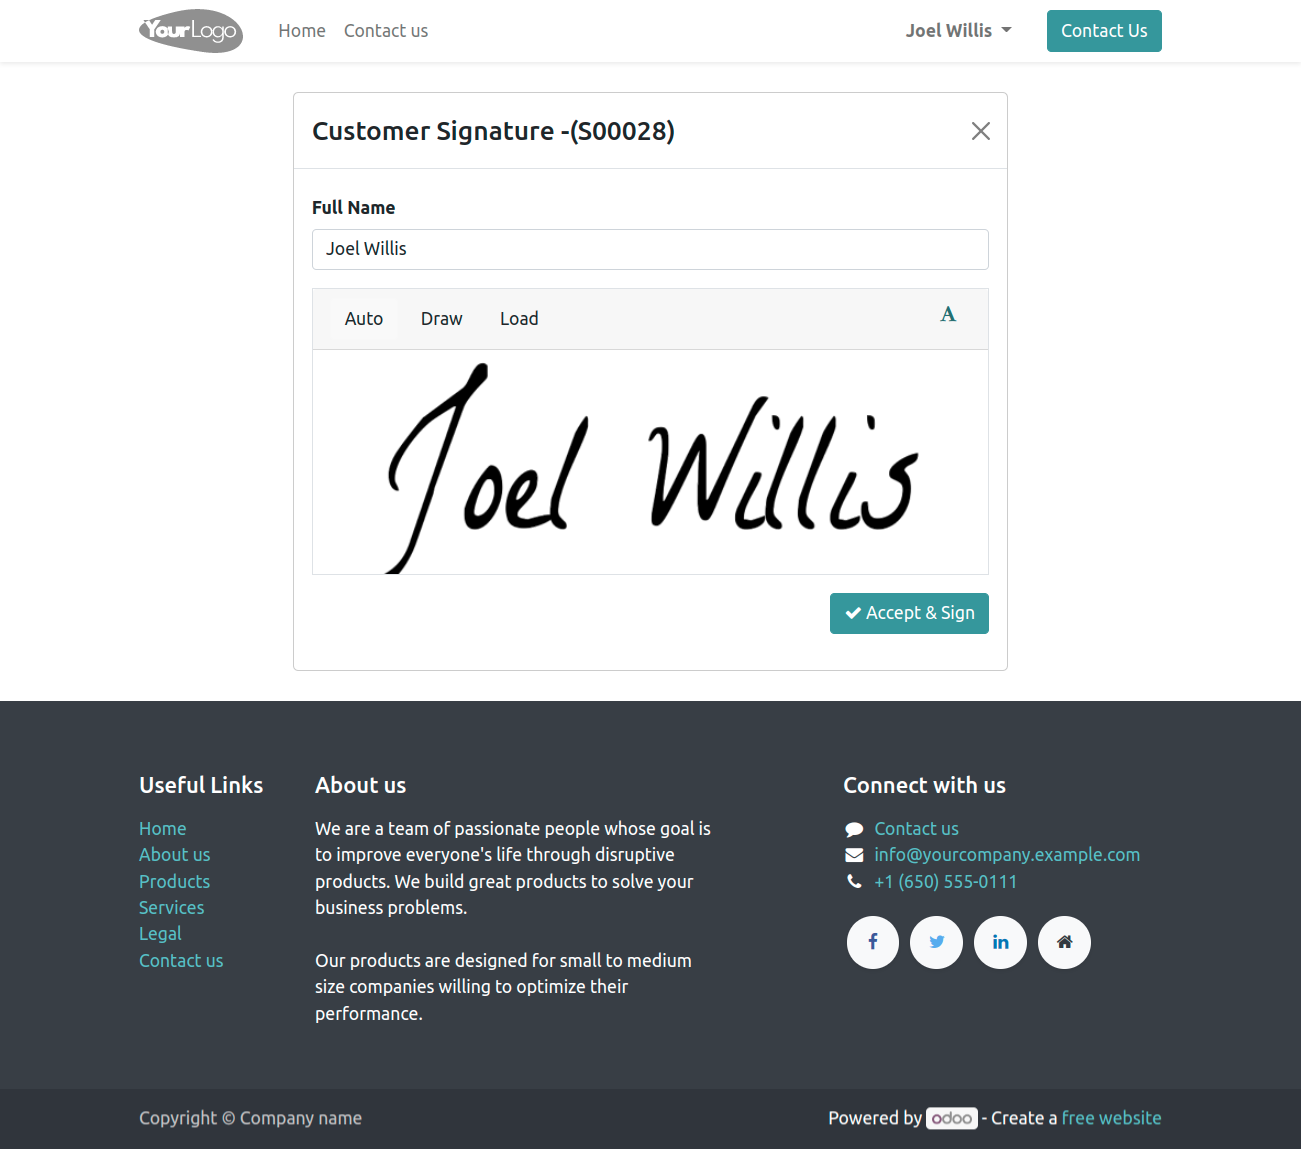 YourLogo Home Contact us Joel Willis Contact Us
Customer Signature -(S00028)
Full Name
Joel Willis
Auto Draw Load A
Joel Willis
Accept & Sign
Useful Links
Home
About us
Products
Services
Legal
Contact us
About us
We are a team of passionate people whose goal is
to improve everyone's life through disruptive
products. We build great products to solve your
business problems.
Our products are designed for small to medium
size companies willing to optimize their
performance.
Connect with us
Contact us
info@yourcompany.example.com
+1 (650) 555-0111
Copyright © Company name
Powered by odoo - Create a free website